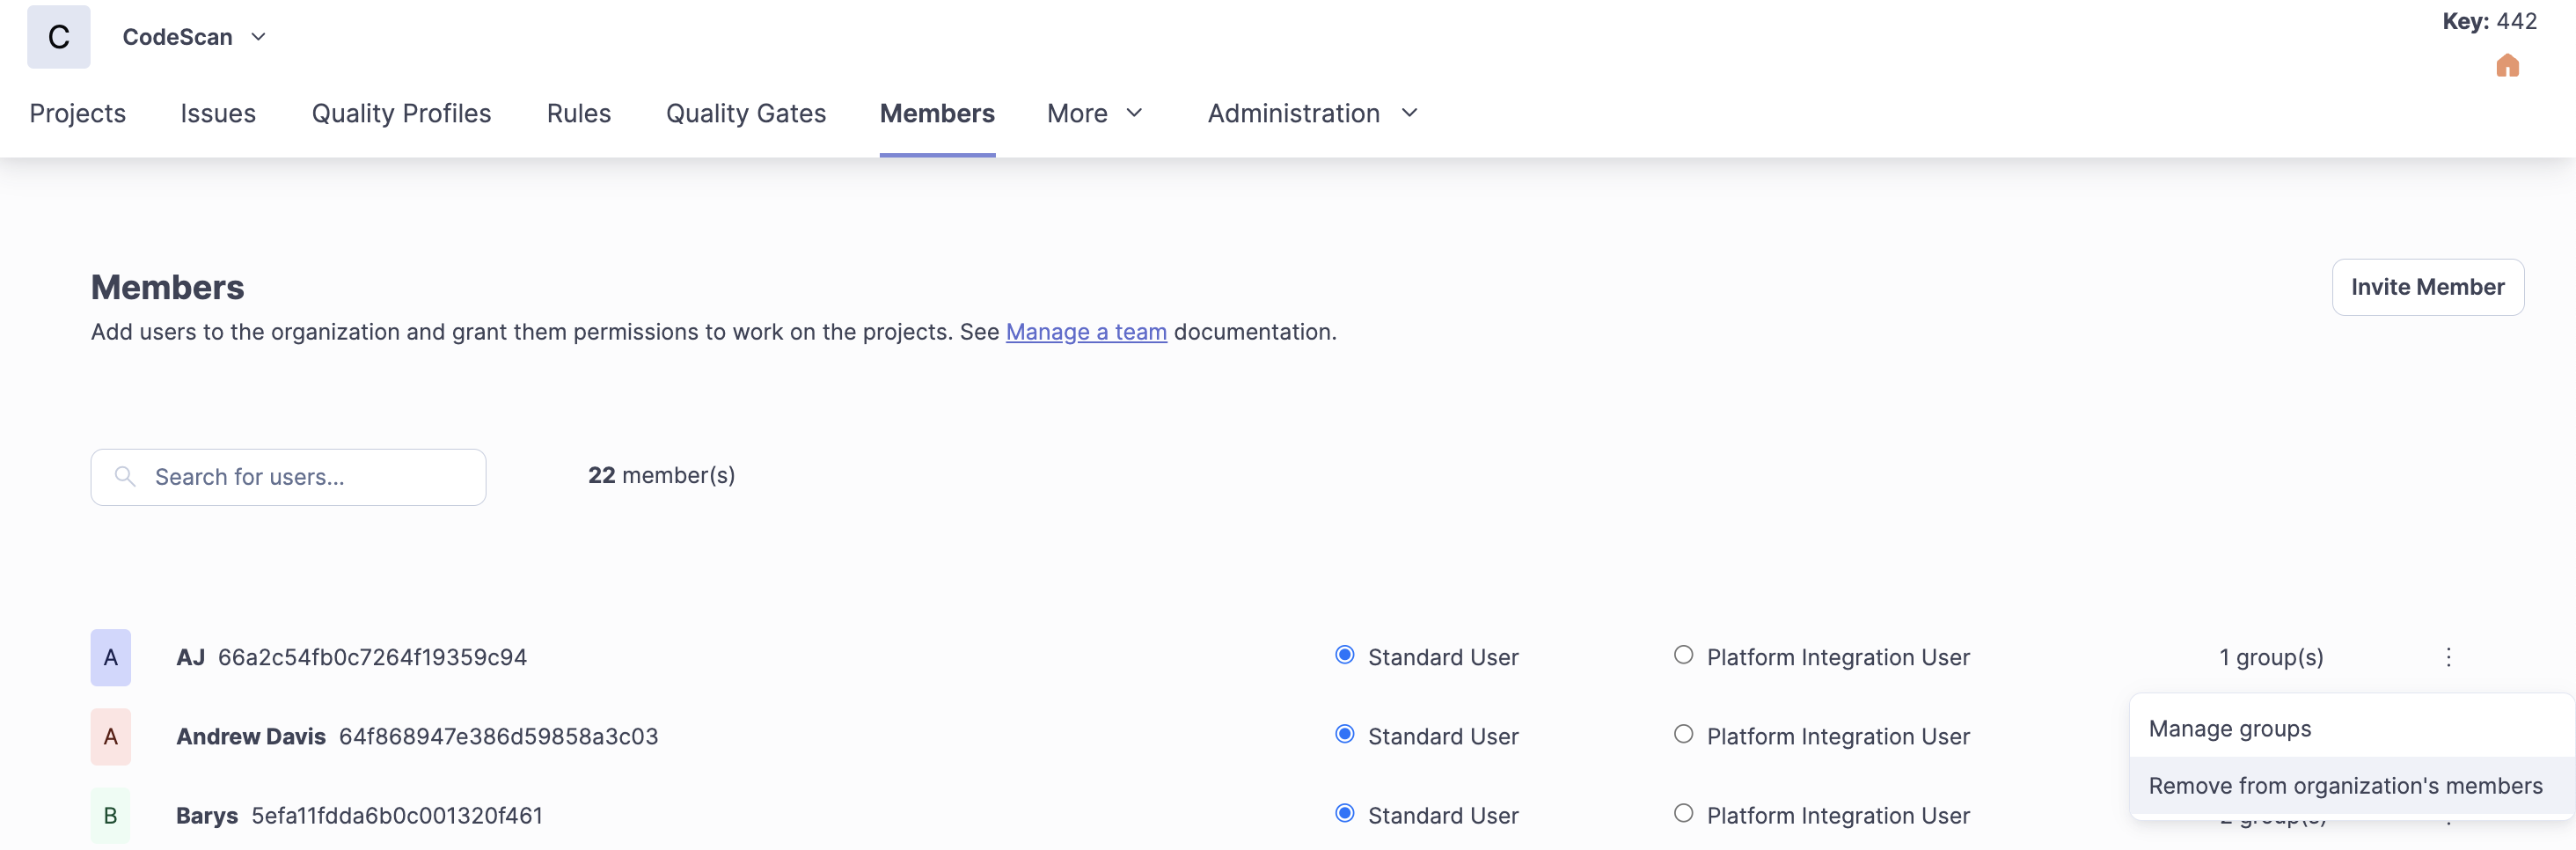 C CodeScan
Key: 442
Projects Issues Quality Profiles Rules Quality Gates Members More Administration
Members
Invite Member
Add users to the organization and grant them permissions to work on the projects. See Manage a team documentation.
Search for users...
22 member(s)
A AJ 66a2c54fb0c7264f19359c94 Standard User Platform Integration User 1 group(s)
Manage groups
A Andrew Davis 64f868947e386d59858a3c03 Standard User Platform Integration User
Remove from organization's members
B Barys 5efa11fdda6b0c001320f461 Standard User Platform Integration User